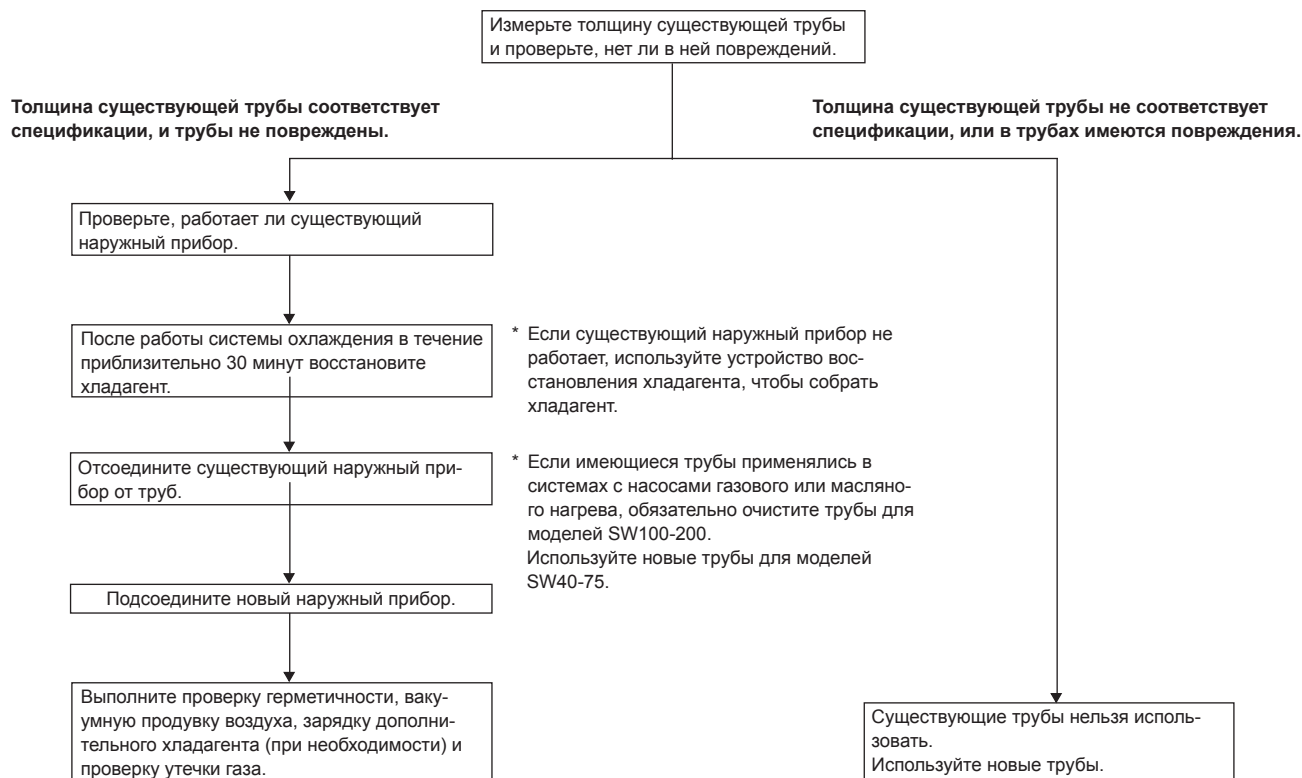 Измерьте толщину существующей трубы
и проверьте, нет ли в ней повреждений.
Толщина существующей трубы соответствует
спецификации, и трубы не повреждены.
Толщина существующей трубы не соответствует
спецификации, или в трубах имеются повреждения.
Проверьте, работает ли существующий
наружный прибор.
После работы системы охлаждения в течение
приблизительно 30 минут восстановите
хладагент.
* Если существующий наружный прибор не
работает, используйте устройство вос-
становления хладагента, чтобы собрать
хладагент.
Отсоедините существующий наружный при-
бор от труб.
* Если имеющиеся трубы применялись в
системах с насосами газового или масляно-
го нагрева, обязательно очистите трубы для
моделей SW100-200.
Используйте новые трубы для моделей
SW40-75.
Подсоедините новый наружный прибор.
Выполните проверку герметичности, ваку-
умную продувку воздуха, зарядку дополни-
тельного хладагента (при необходимости) и
проверку утечки газа.
Существующие трубы нельзя исполь-
зовать.
Используйте новые трубы.